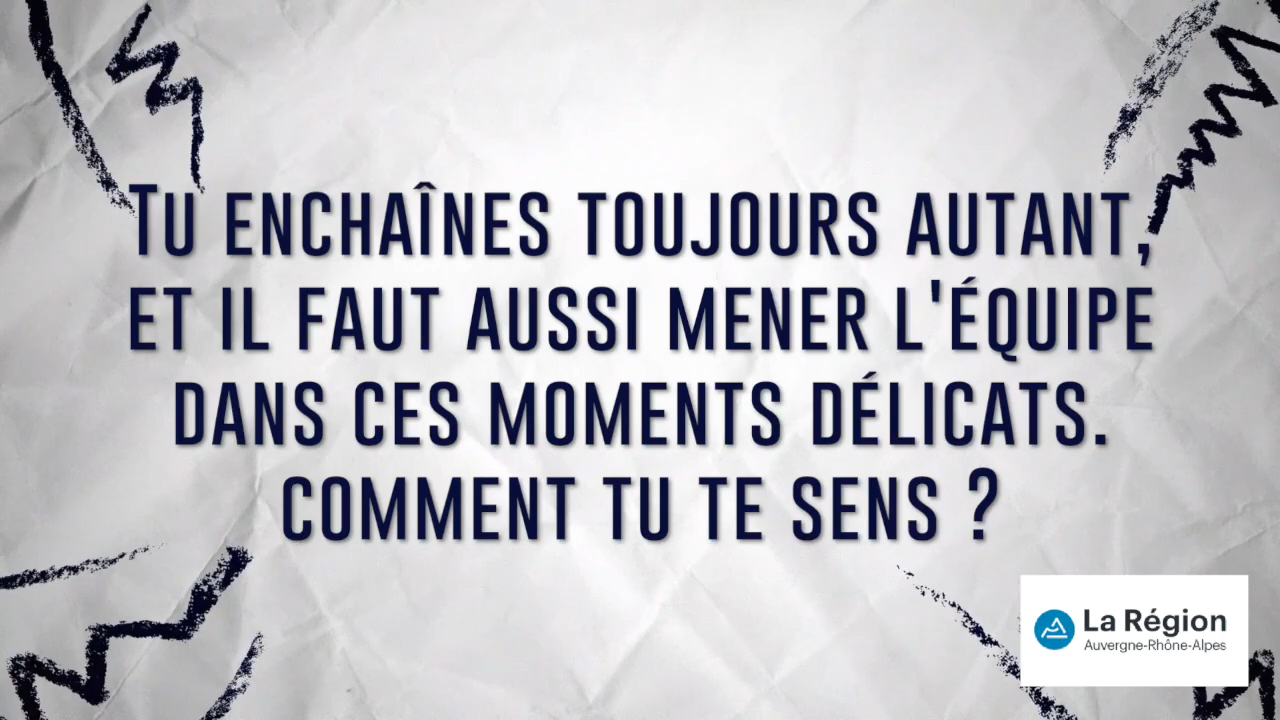 Tu enchaînes toujours autant,
et il faut aussi mener l'équipe
dans ces moments délicats.
comment tu te sens ?
La Région
Auvergne-Rhône-Alpes